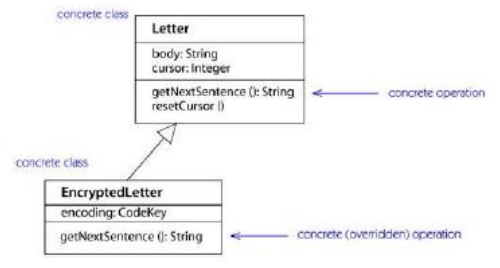 concrete class
Letter
body: String
cursor: Integer
getNextSentence (): String
resetCursor ()
concrete operation
concrete class
EncryptedLetter
encoding: CodeKey
getNextSentence (): String
concrete (overridden) operation